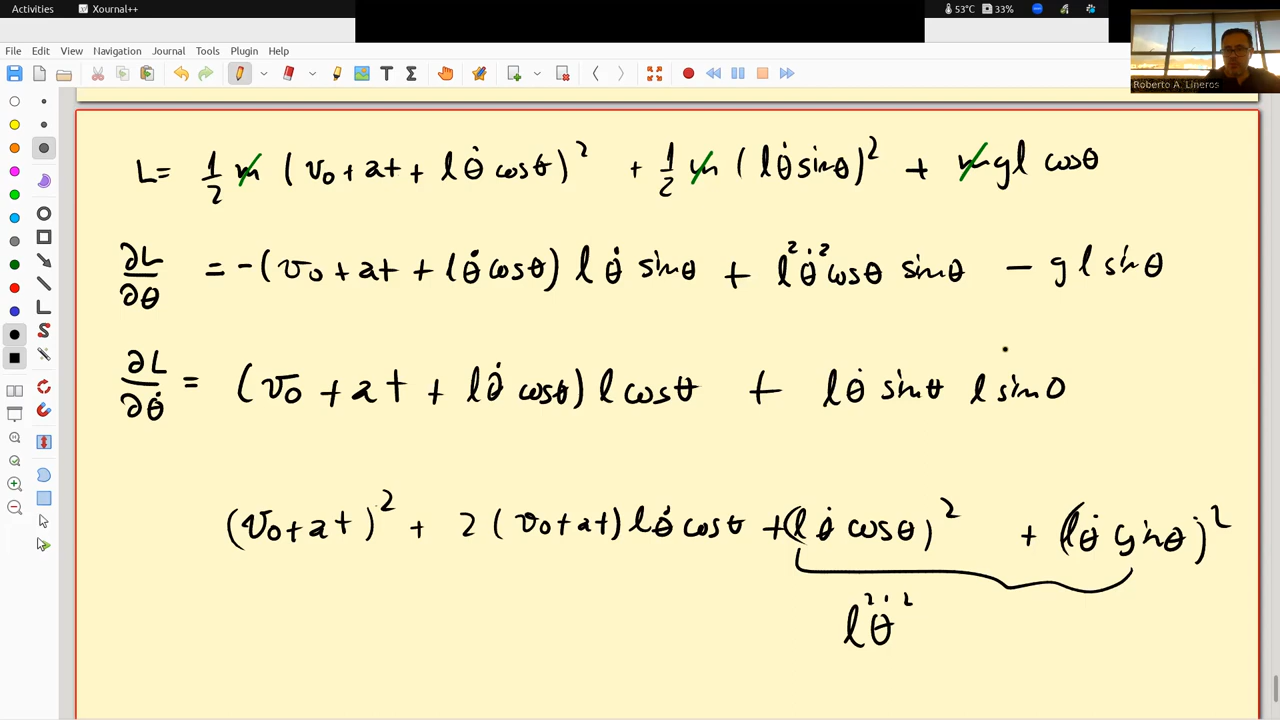 Activities Xournal++ 53°C 33%
File Edit View Navigation Journal Tools Plugin Help
Roberto A. Lineros
L= 1/2 m (v₀ + at + lθ̇ cosθ)² + 1/2 m (lθ̇ sinθ)² + mgl cosθ
∂L/∂θ = -(v₀ + at + lθ̇ cosθ) lθ̇ sinθ + l²θ̇² cosθ sinθ - gl sinθ
∂L/∂θ̇ = (v₀ + at + lθ̇ cosθ) l cosθ + lθ̇ sinθ l sinθ
(v₀+at)² + 2(v₀+at) lθ̇ cosθ + (lθ̇ cosθ)² + (lθ̇ sinθ)²
l²θ̇²